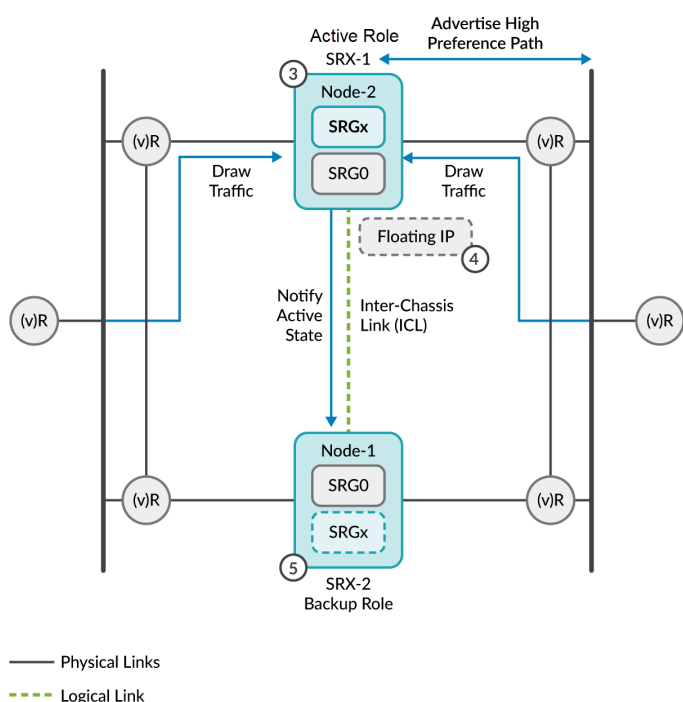 Active Role
SRX-1
Advertise High
Preference Path
3
Node-2
SRGx
SRG0
(v)R
(v)R
Draw
Traffic
Draw
Traffic
Floating IP
4
Notify
Active
State
Inter-Chassis
Link (ICL)
(v)R
(v)R
Node-1
SRG0
SRGx
(v)R
(v)R
5
SRX-2
Backup Role
Physical Links
Logical Link